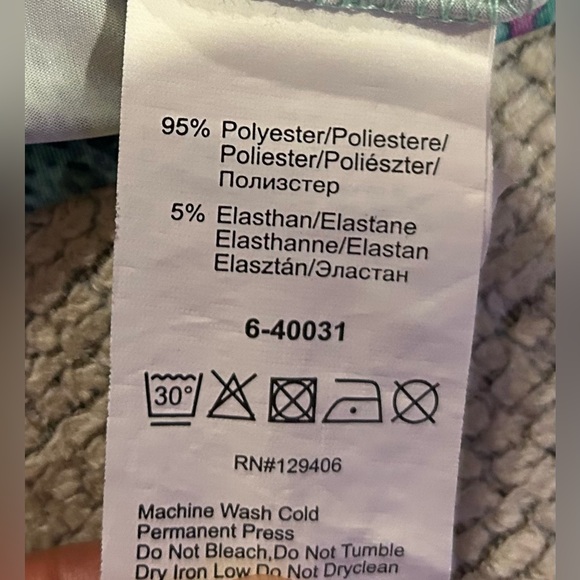 95% Polyester/Poliestere/
Poliester/Poliészter/
Полизстер
5% Elasthan/Elastane
Elasthanne/Elastan
Elasztán/Эластан
6-40031
30°
RN#129406
Machine Wash Cold
Permanent Press
Do Not Bleach,Do Not Tumble
Dry Iron Low Do Not Dryclean